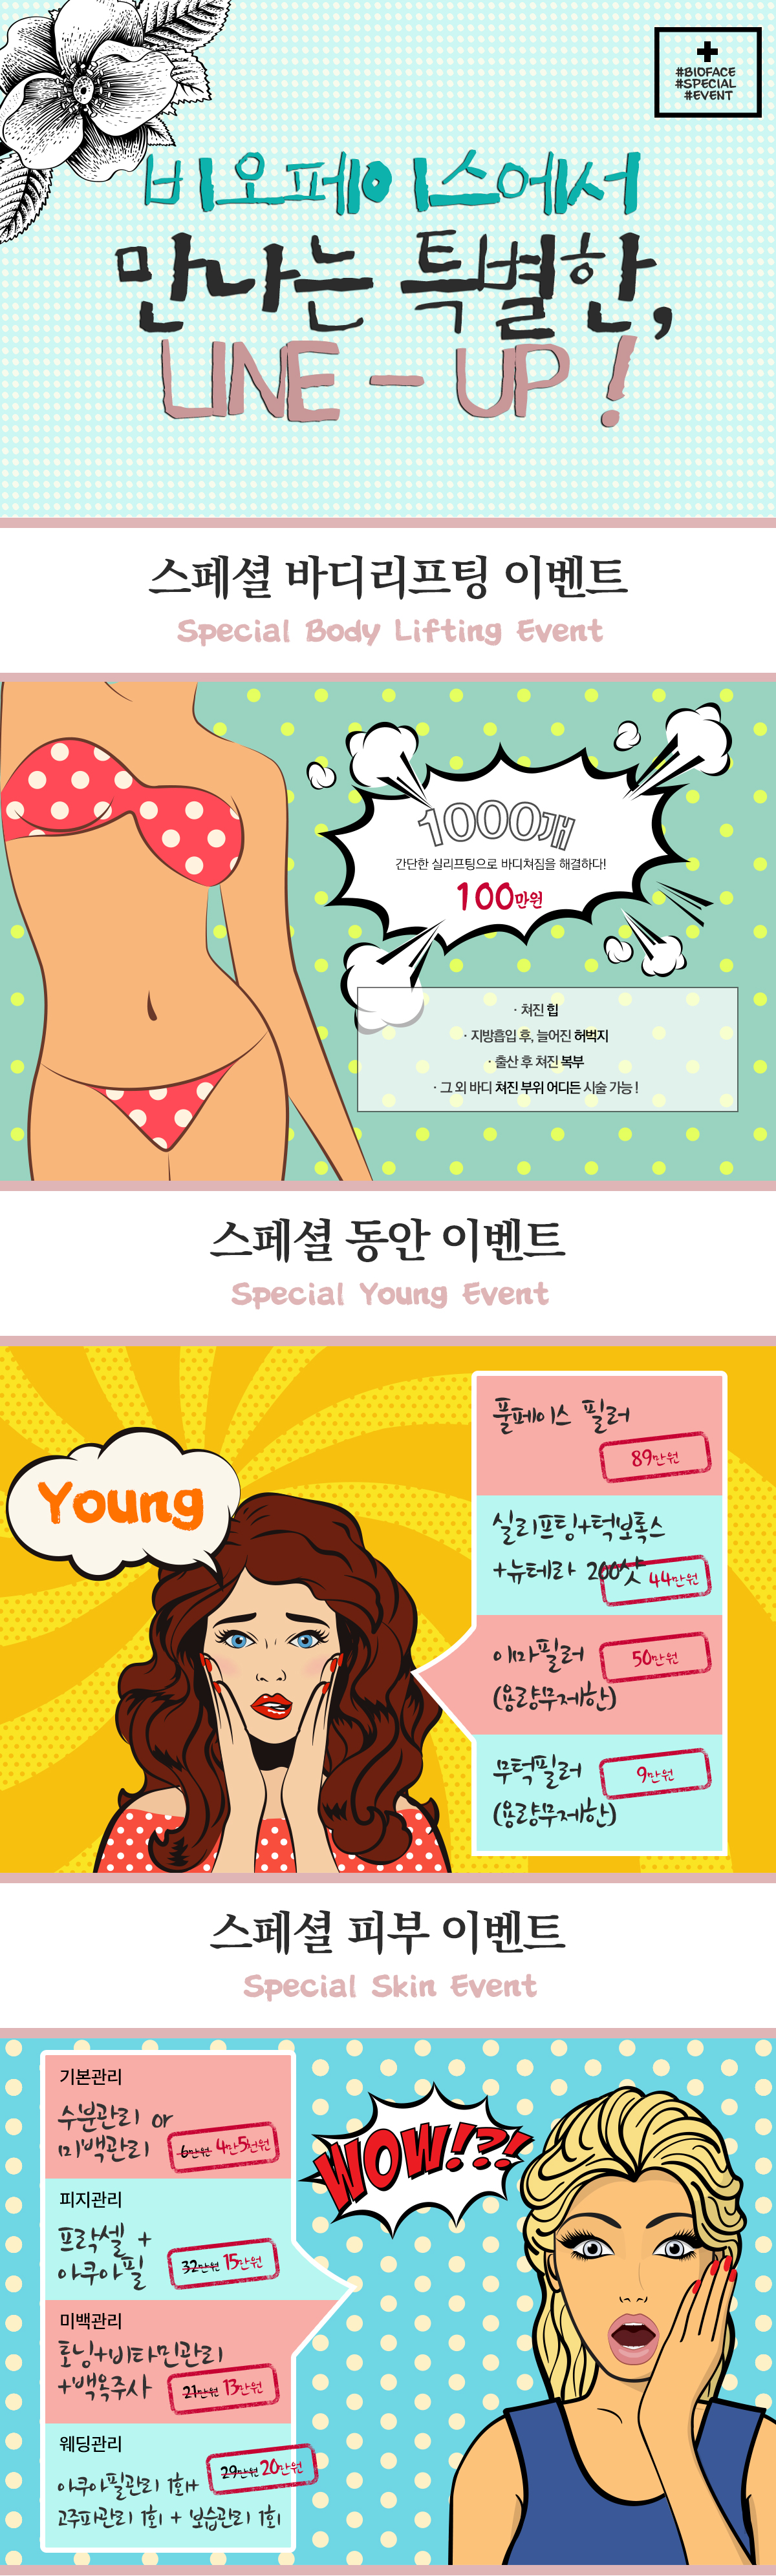 #BIOFACE
#SPECIAL
#EVENT
비오페이스에서
만나는 특별한,
LINE - UP !
스페셜 바디리프팅 이벤트
Special Body Lifting Event
1000개
간단한 실리프팅으로 바디쳐짐을 해결하다!
100만원
· 쳐진 힙
· 지방흡입 후, 늘어진 허벅지
· 출산 후 쳐진 복부
· 그 외 바디 쳐진 부위 어디든 시술 가능 !
스페셜 동안 이벤트
Special Young Event
Young
풀페이스 필러
89만원
실리프팅+턱보톡스
+뉴테라 200샷 44만원
이마필러 50만원
(용량무제한)
무턱필러 9만원
(용량무제한)
스페셜 피부 이벤트
Special Skin Event
기본관리
수분관리 or
미백관리 6만원 4만5천원
WOW!?!
피지관리
프락셀 +
아쿠아필 32만원 15만원
미백관리
토닝+비타민관리
+백옥주사 21만원 13만원
웨딩관리
29만원 20만원
아쿠아필관리 1회+
고주파관리 1회 + 보습관리 1회